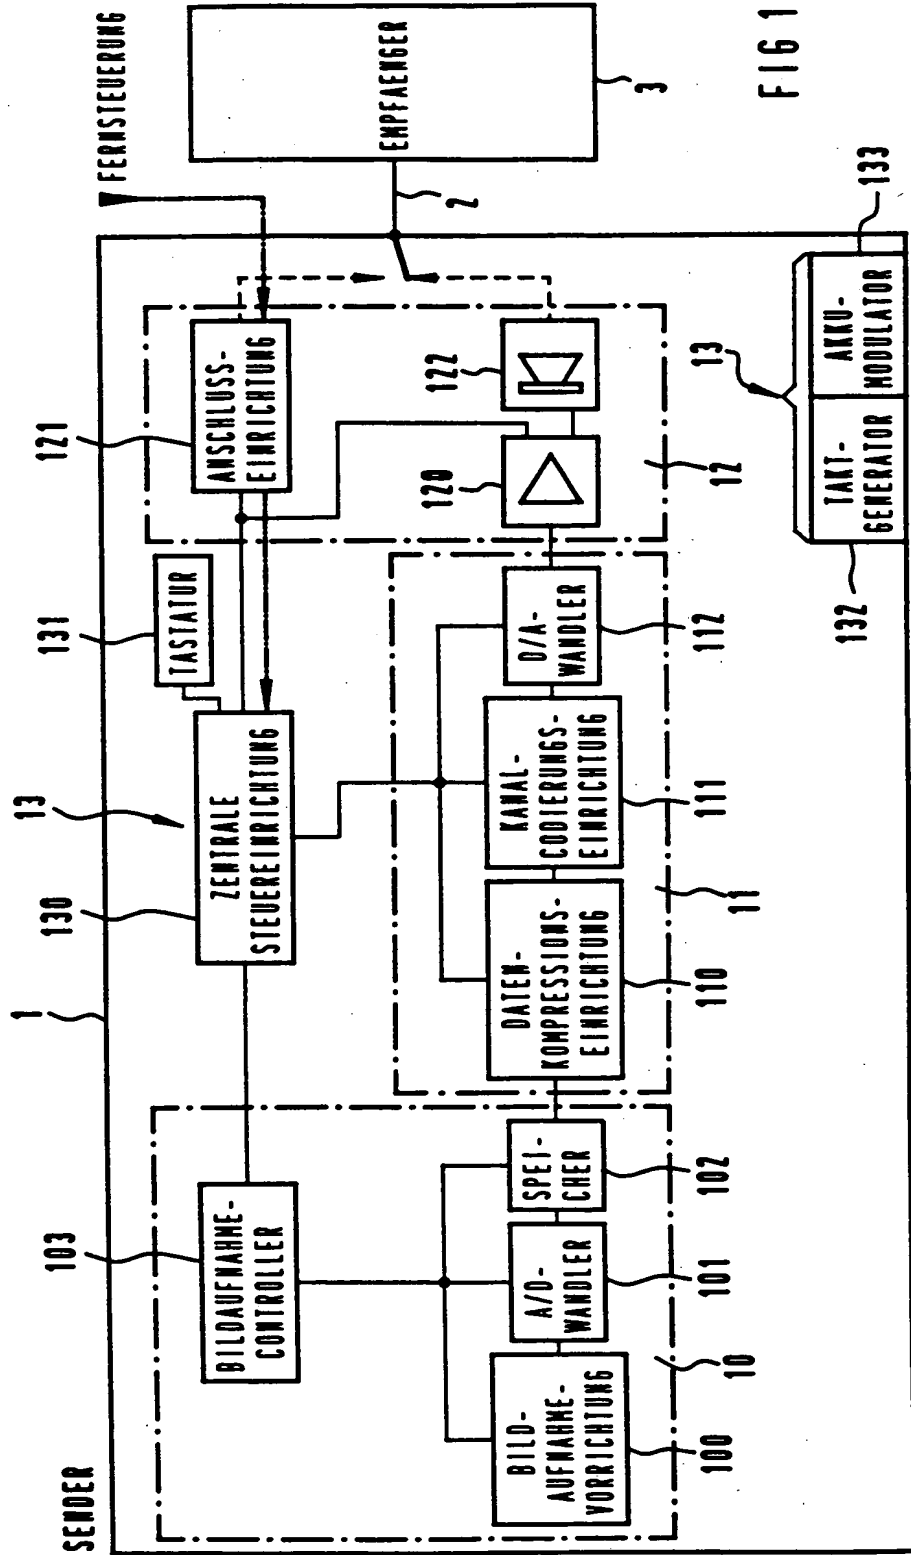 SENDER
1
103
130
13
131
121
FERNSTEUERUNG
BILDAUFNAHME-
CONTROLLER
ZENTRALE
STEUEREINRICHTUNG
TASTATUR
ANSCHLUSS-
EINRICHTUNG
EMPFAENGER
2
3
120
122
BILD-
AUFNAHME-
VORRICHTUNG
A/D-
WANDLER
SPEI-
CHER
DATEN-
KOMPRESSIONS-
EINRICHTUNG
KANAL-
CODIERUNGS-
EINRICHTUNG
D/A-
WANDLER
100
101
102
110
111
112
10
11
12
13
TAKT-
GENERATOR
AKKU-
MODULATOR
132
133
FIG 1